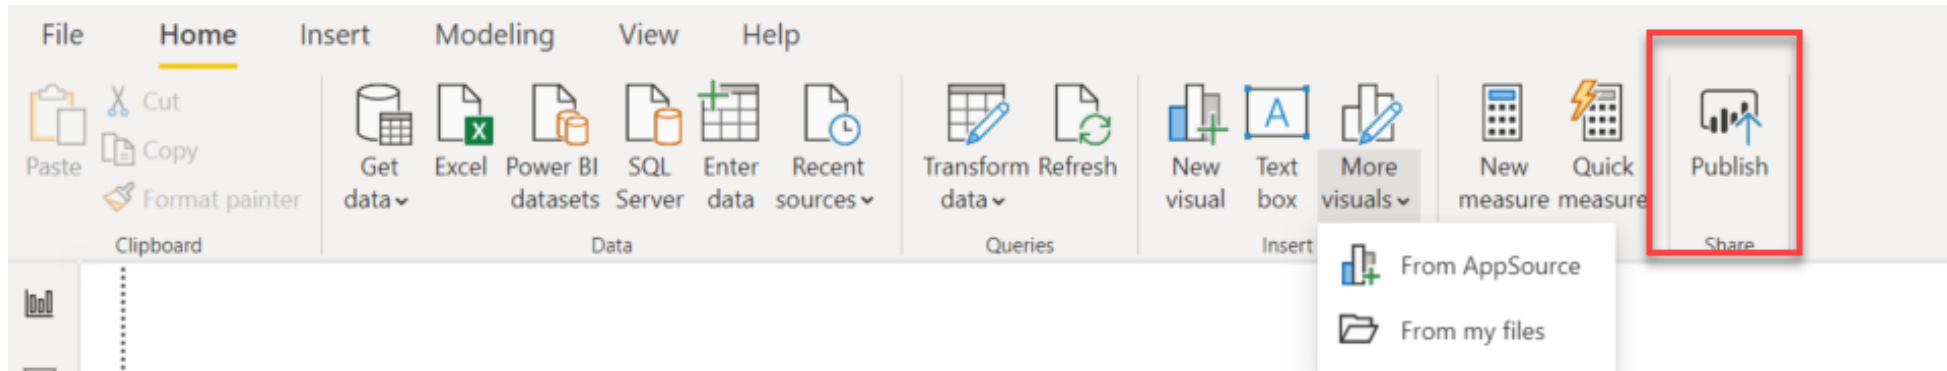 File Home Insert Modeling View Help
Cut
Copy
Format painter
Paste
Clipboard
Get
data
Excel
Power BI
datasets
SQL
Server
Enter
data
Recent
sources
Data
Transform
data
Refresh
Queries
New
visual
Text
box
More
visuals
Insert
From AppSource
From my files
New
measure
Quick
measure
Publish
Share